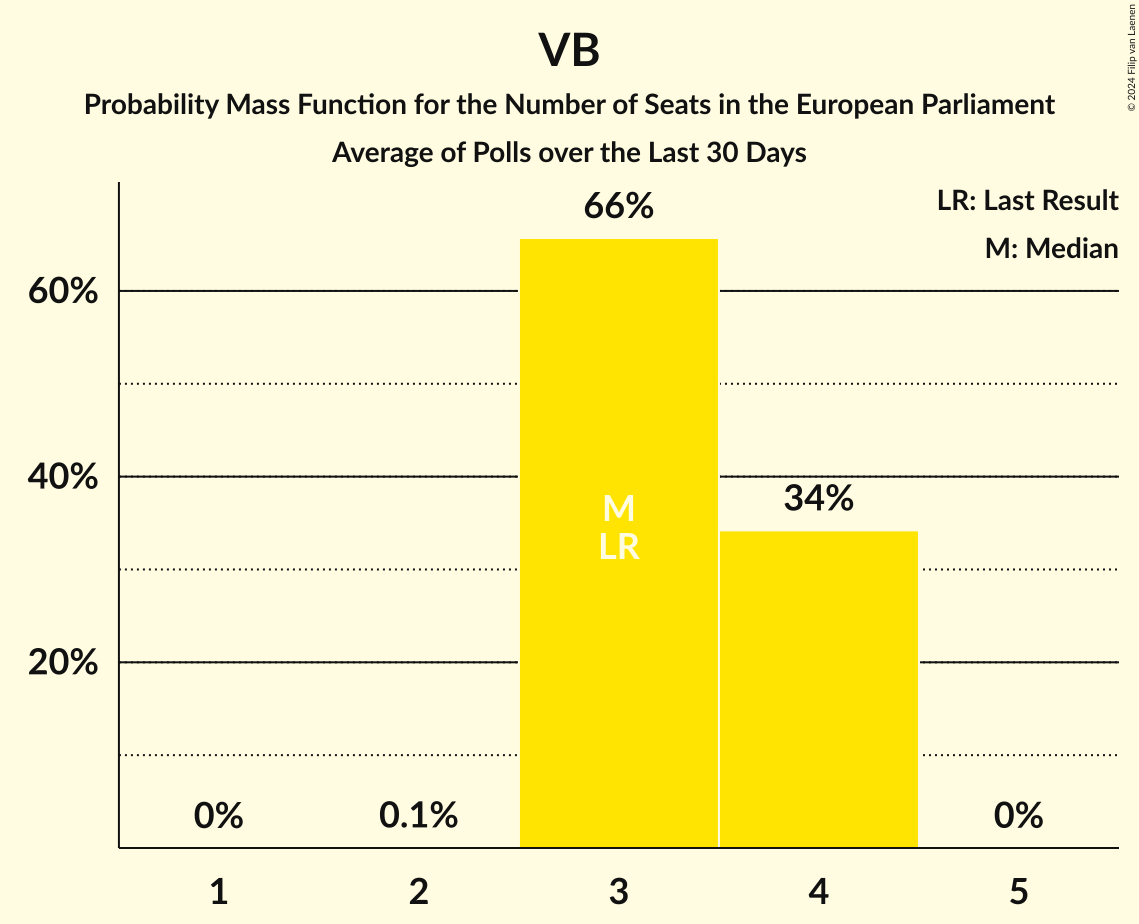 VB
Probability Mass Function for the Number of Seats in the European Parliament
Average of Polls over the Last 30 Days
© 2024 Filip van Laenen
LR: Last Result
M: Median
66%
60%
40%
34%
M
LR
20%
0%
0.1%
0%
1
2
3
4
5